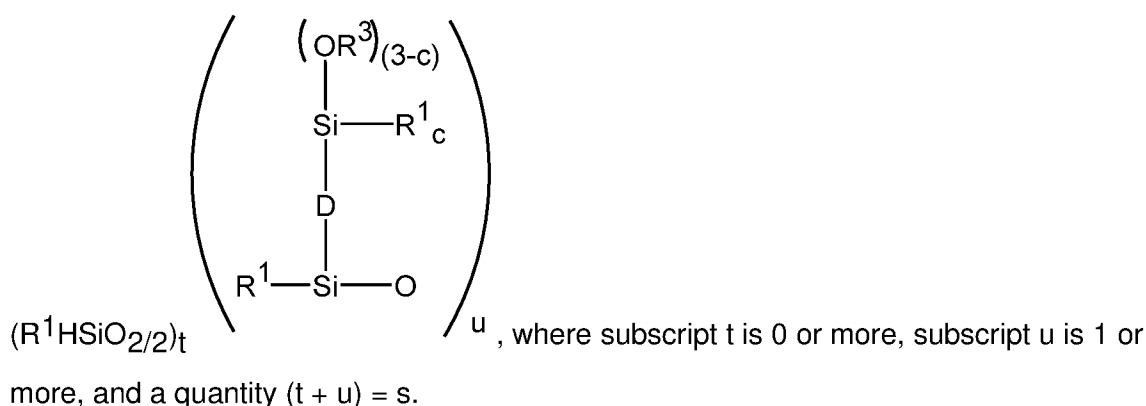 (OR³)(3-c)
Si—R¹c
D
R¹—Si—O
(R¹HSiO2/2)t u , where subscript t is 0 or more, subscript u is 1 or
more, and a quantity (t + u) = s.